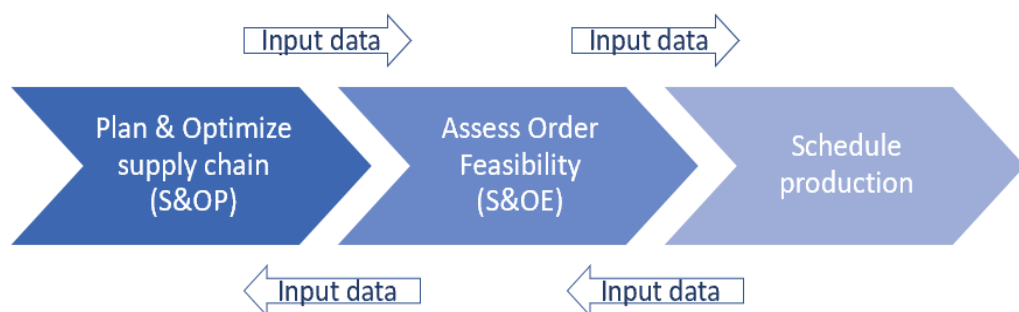 Input data
Input data
Plan & Optimize
supply chain
(S&OP)
Assess Order
Feasibility
(S&OE)
Schedule
production
Input data
Input data